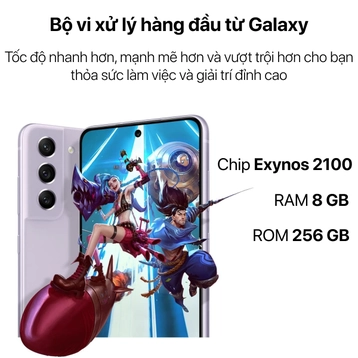 Bộ vi xử lý hàng đầu từ Galaxy
Tốc độ nhanh hơn, mạnh mẽ hơn và vượt trội hơn cho bạn
thỏa sức làm việc và giải trí đỉnh cao
Chip Exynos 2100
RAM 8 GB
ROM 256 GB